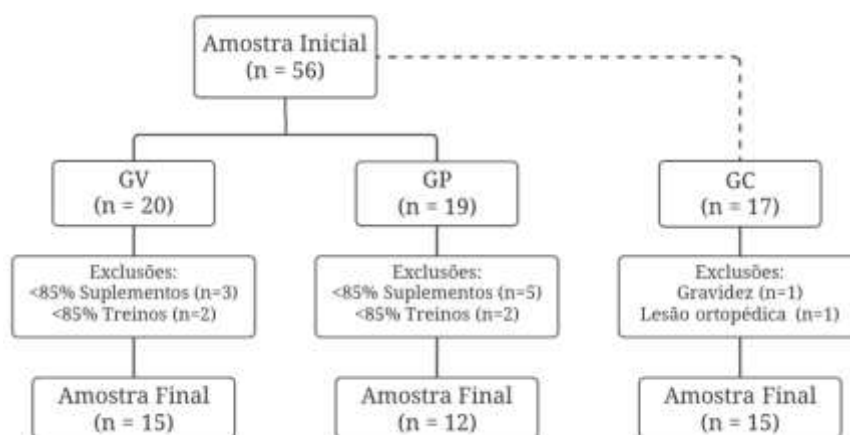 Amostra Inicial
(n = 56)
GV
(n = 20)
GP
(n = 19)
GC
(n = 17)
Exclusões:
<85% Suplementos (n=3)
<85% Treinos (n=2)
Exclusões:
<85% Suplementos (n=5)
<85% Treinos (n=2)
Exclusões:
Gravidez (n=1)
Lesão ortopédica (n=1)
Amostra Final
(n = 15)
Amostra Final
(n = 12)
Amostra Final
(n = 15)